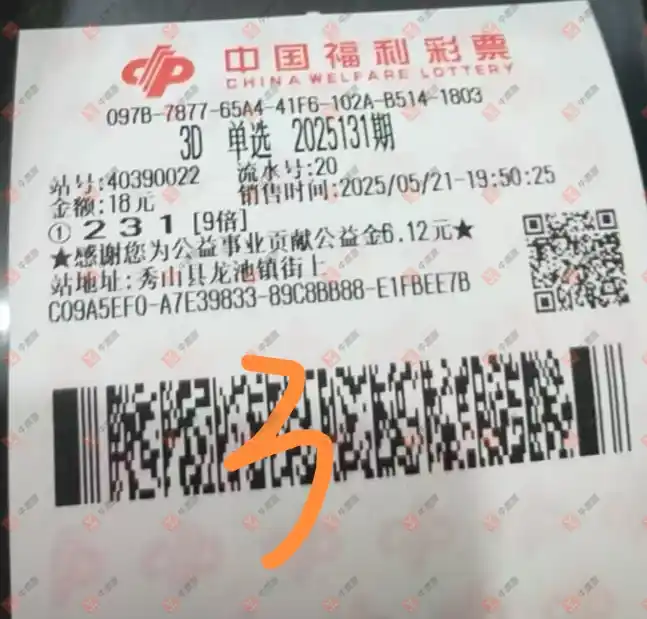 中国福利彩票
CHINA WELFARE LOTTERY
097B-7877-65A4-41F6-102A-B514-1803
3D 单选 2025131期
站号:40390022 流水号:20
金额:18元 销售时间:2025/05/21-19:50:25
① 2 3 1 [9倍]
★感谢您为公益事业贡献公益金6.12元★
站地址:秀山县龙池镇街上
C09A5EF0-A7E39833-89C8BB88-E1FBEE7B
3